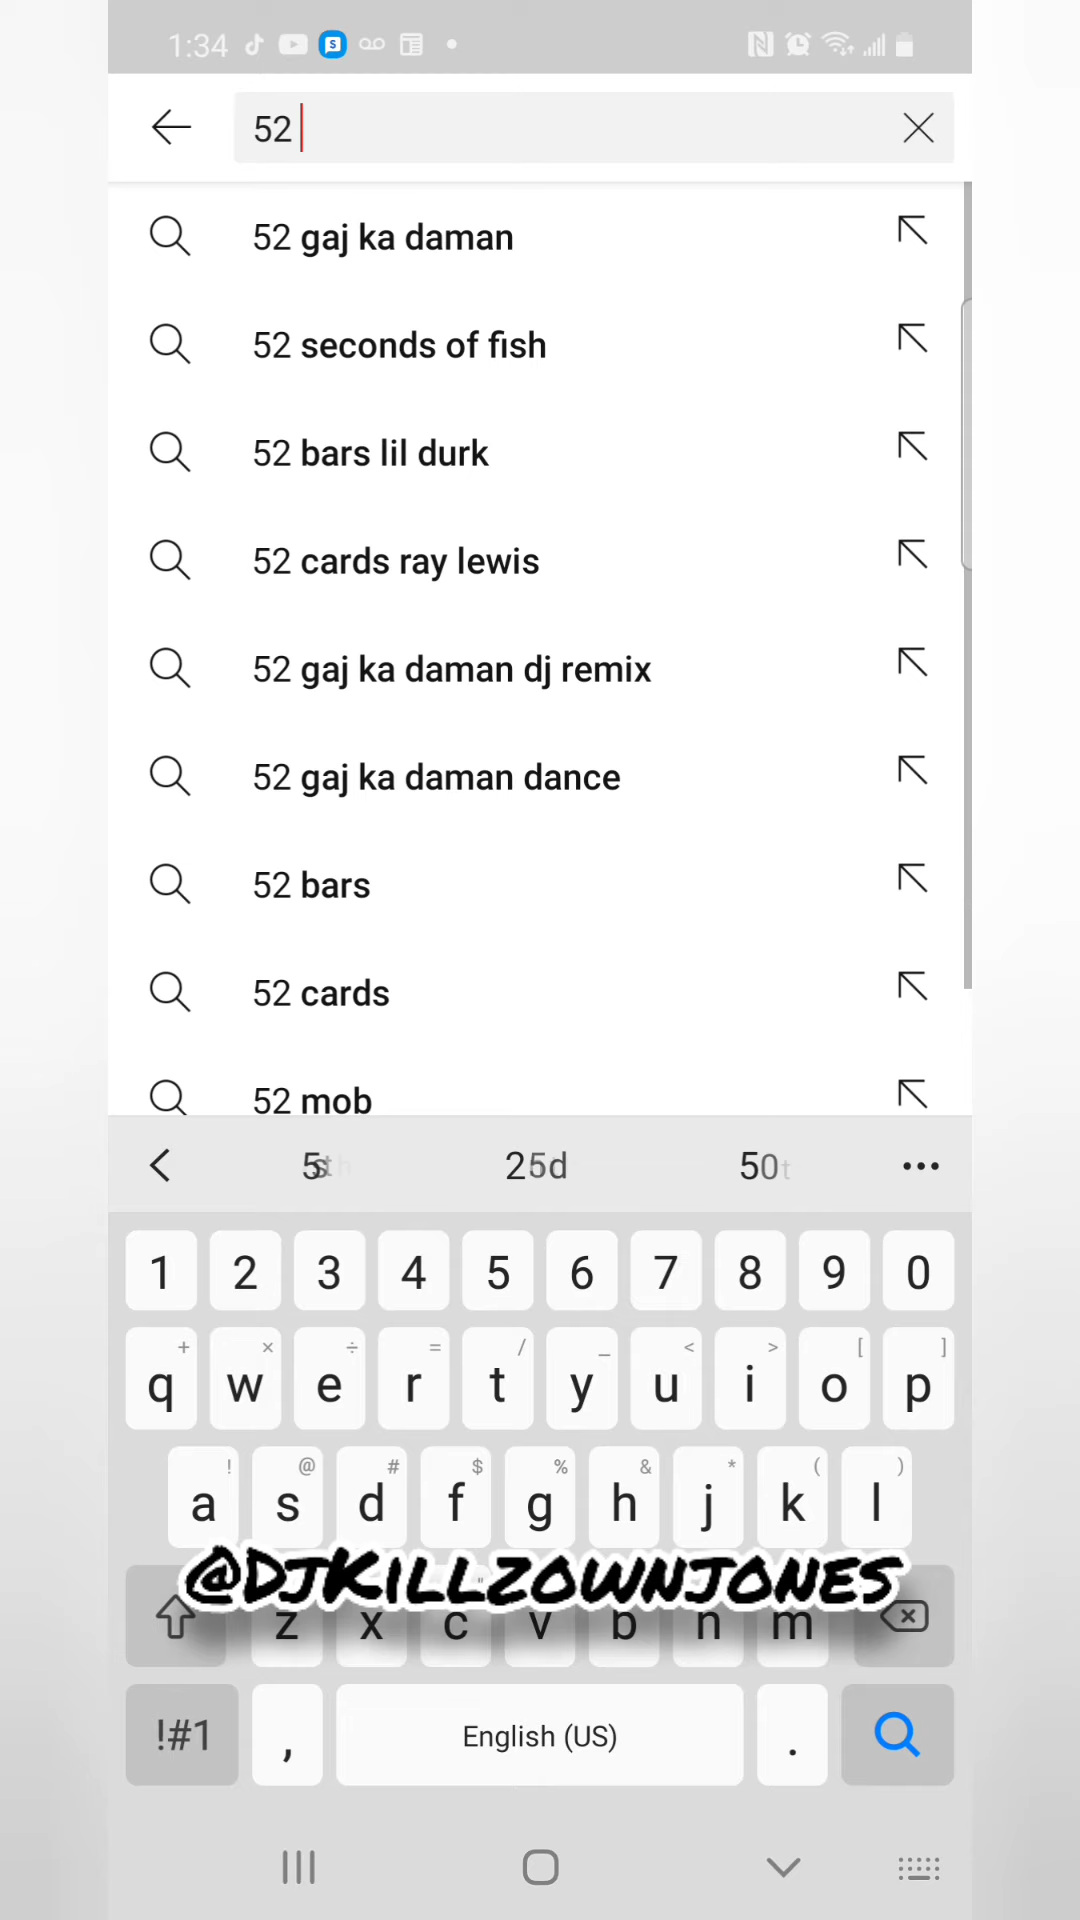 1:34
52
52 gaj ka daman
52 seconds of fish
52 bars lil durk
52 cards ray lewis
52 gaj ka daman dj remix
52 gaj ka daman dance
52 bars
52 cards
52 mob
25d 50
1 2 3 4 5 6 7 8 9 0
+ × ÷ = / _ < > [ ]
q w e r t y u i o p
! @ # $ % & * ( )
a s d f g h j k l
@DJKILLZOWNJONES
z x c v b n m
!#1 , English (US) .